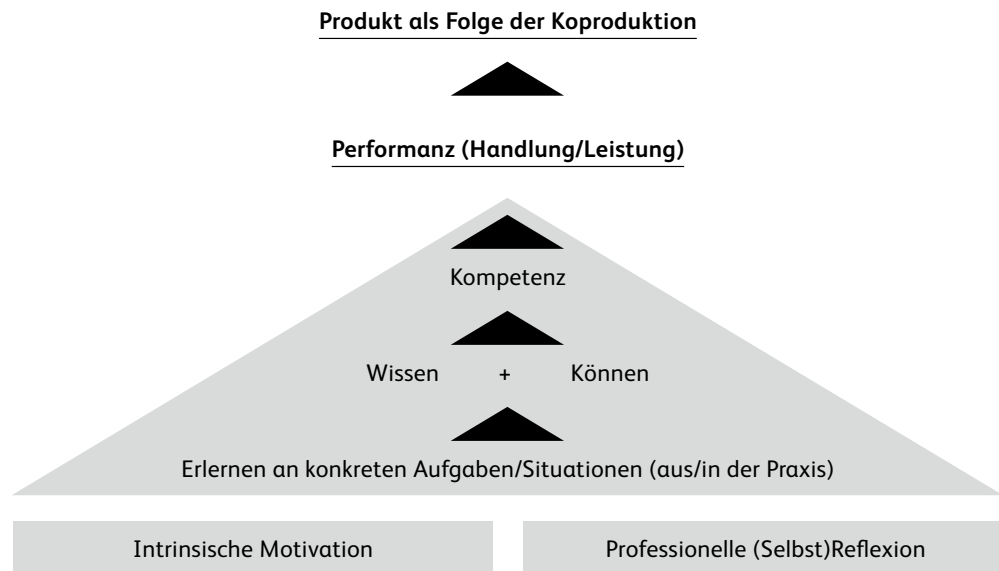 Produkt als Folge der Koproduktion
Performanz (Handlung/Leistung)
Kompetenz
Wissen + Können
Erlernen an konkreten Aufgaben/Situationen (aus/in der Praxis)
Intrinsische Motivation
Professionelle (Selbst)Reflexion